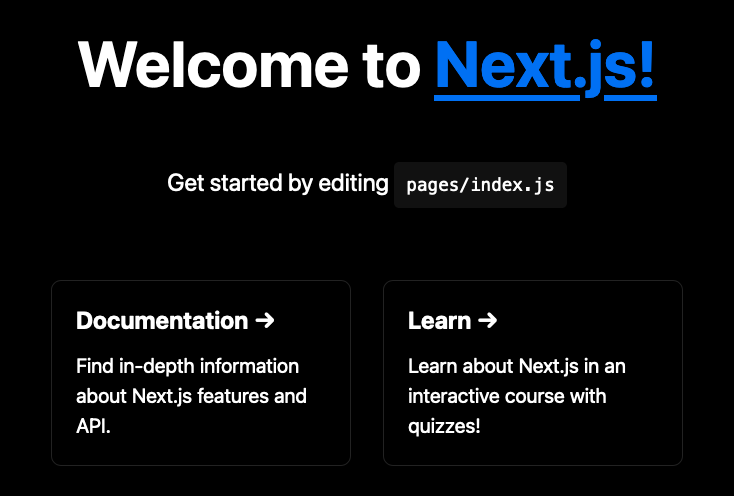 Welcome to Next.js!
Get started by editing pages/index.js
Documentation →
Find in-depth information
about Next.js features and
API.
Learn →
Learn about Next.js in an
interactive course with
quizzes!